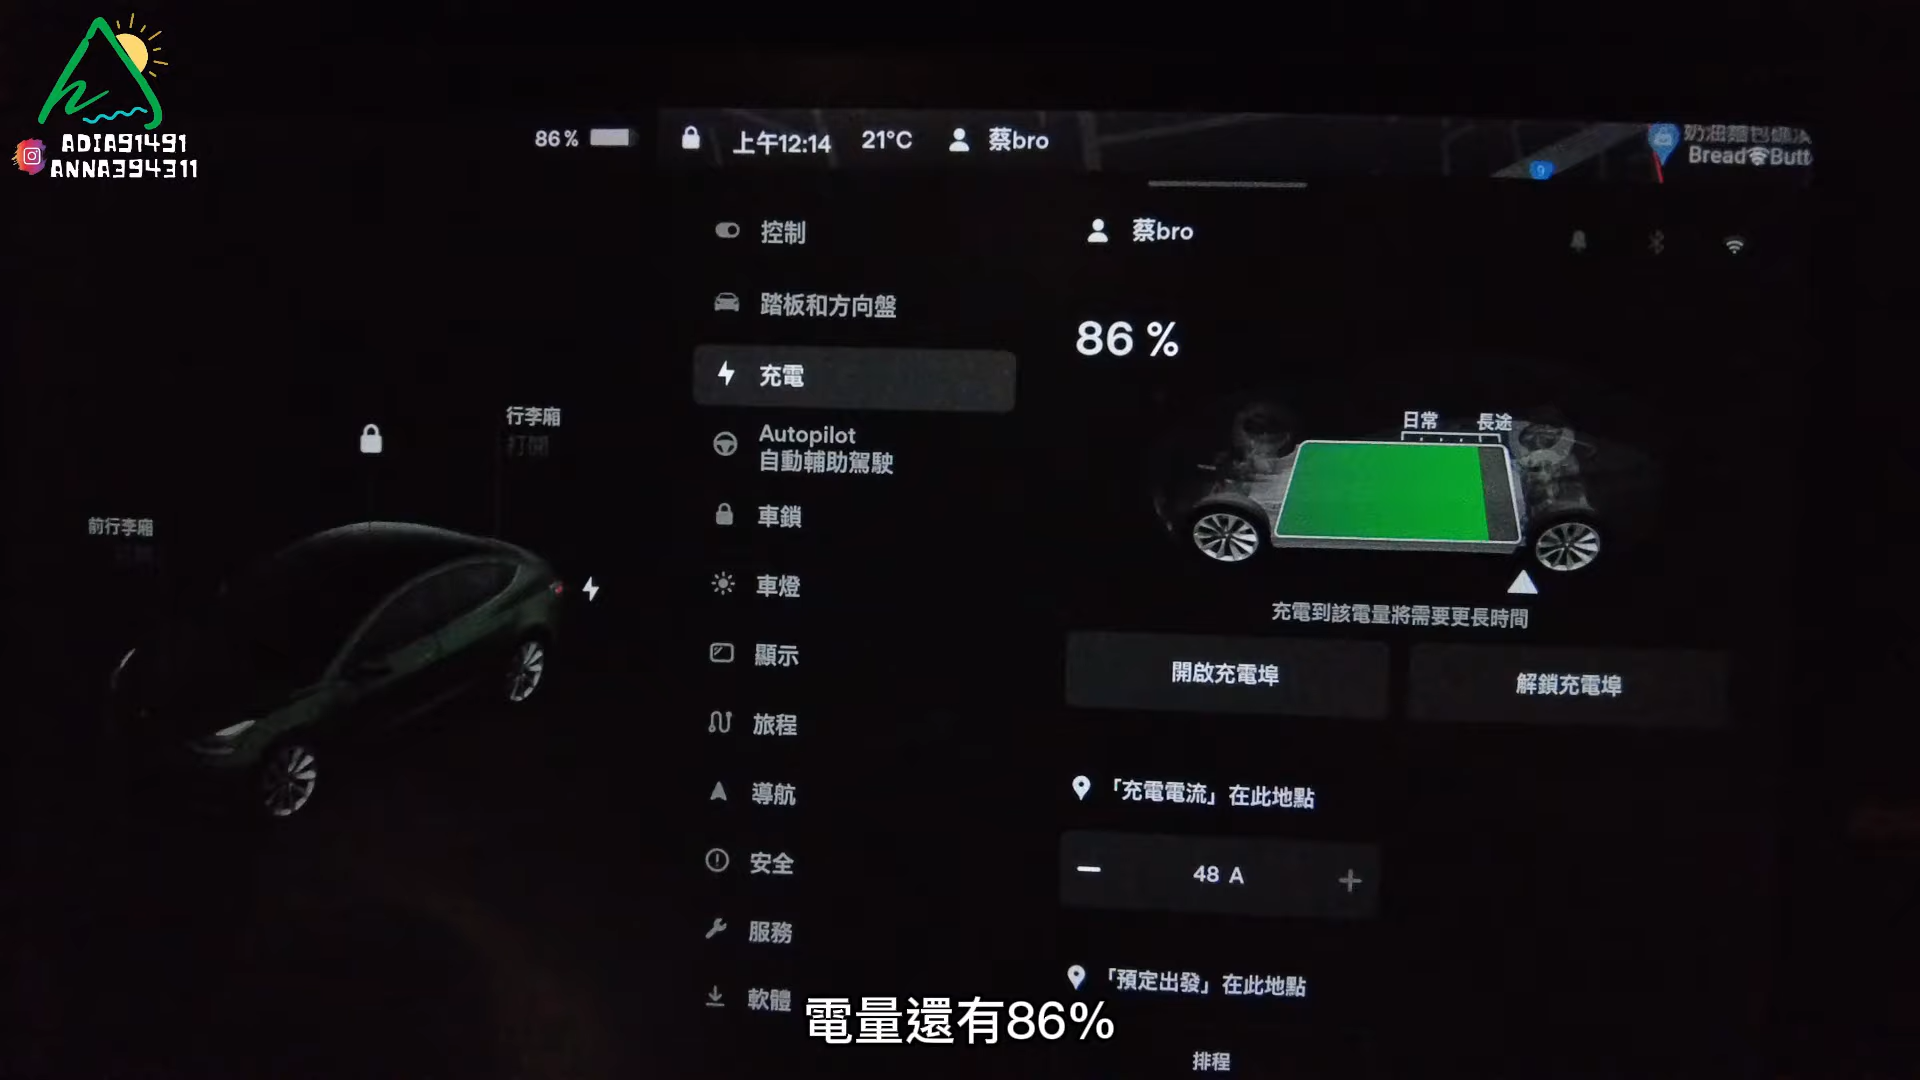 ADIA91491
ANNA394311
86%
上午12:14
21°C
蔡bro
Bread
Butt
9
控制
踏板和方向盤
充電
Autopilot
自動輔助駕駛
車鎖
車燈
顯示
旅程
導航
安全
服務
軟體
行李廂
打開
前行李廂
蔡bro
86 %
日常
長途
充電到該電量將需要更長時間
開啟充電埠
解鎖充電埠
「充電電流」在此地點
48 A
「預定出發」在此地點
排程
電量還有86%